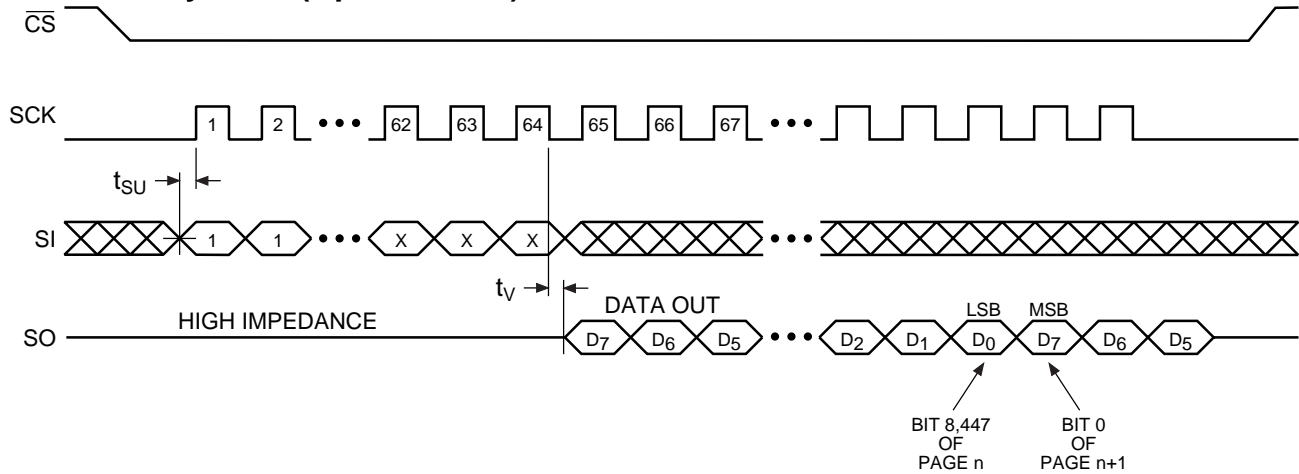 CS
SCK
1 2 62 63 64 65 66 67
tSU
SI
1 1 X X X
tV
DATA OUT
HIGH IMPEDANCE
LSB MSB
SO
D7 D6 D5 D2 D1 D0 D7 D6 D5
BIT 8,447
OF
PAGE n
BIT 0
OF
PAGE n+1